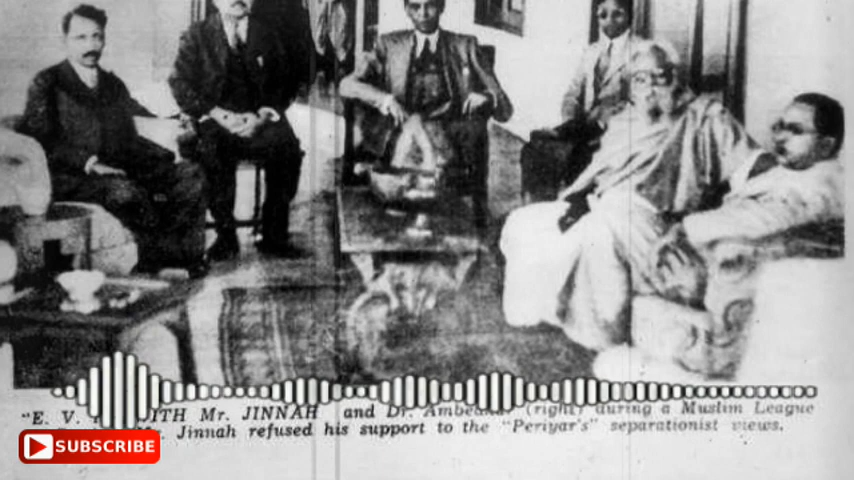 "E. V. ITH Mr. JINNAH and Dr. Ambedkar (right) during a Muslim League
Jinnah refused his support to the "Periyar's" separationist views.
SUBSCRIBE